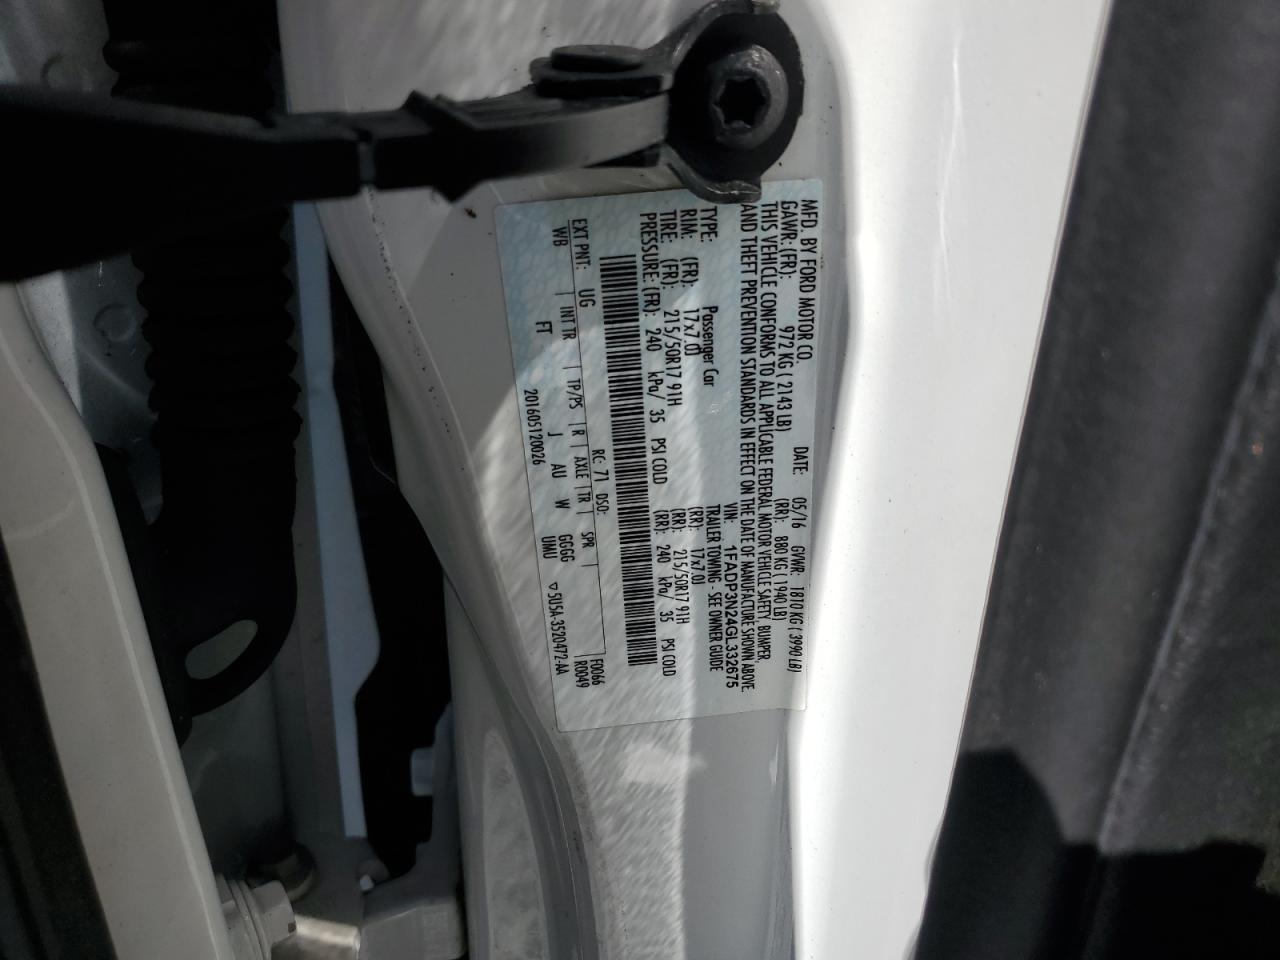 MFD. BY FORD MOTOR CO. DATE: 05/16 GVWR: 1810 KG ( 3990 LB)
GAWR: (FR): 972 KG ( 2143 LB) (RR): 880 KG ( 1940 LB)
THIS VEHICLE CONFORMS TO ALL APPLICABLE FEDERAL MOTOR VEHICLE SAFETY, BUMPER,
AND THEFT PREVENTION STANDARDS IN EFFECT ON THE DATE OF MANUFACTURE SHOWN ABOVE.
VIN: 1FADP3N24GL332675
TYPE: Passenger Car TRAILER TOWING - SEE OWNER GUIDE
RIM: (FR): 17x7.0J (RR): 17x7.0J
TIRE: (FR): 215/50R17 91H (RR): 215/50R17 91H
PRESSURE: (FR): 240 kPa/ 35 PSI COLD (RR): 240 kPa/ 35 PSI COLD
EXT PNT: UG RC: 71 DSO: F0066
WB INT TR TP/PS R AXLE TR SPR R0049
FT J AU W GGGG
201605120026 UMU ▽5U5A-3520472-AA